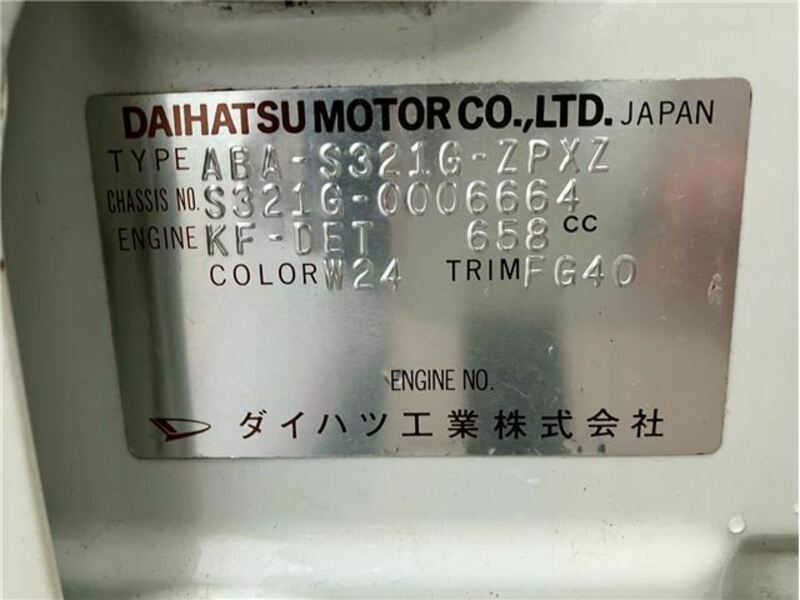 DAIHATSU MOTOR CO.,LTD. JAPAN
TYPE ABA-S321G-ZPXZ
CHASSIS NO. S321G-0006664
ENGINE KF-DET 658 CC
COLOR W24 TRIM FG40
ENGINE NO.
ダイハツ工業株式会社